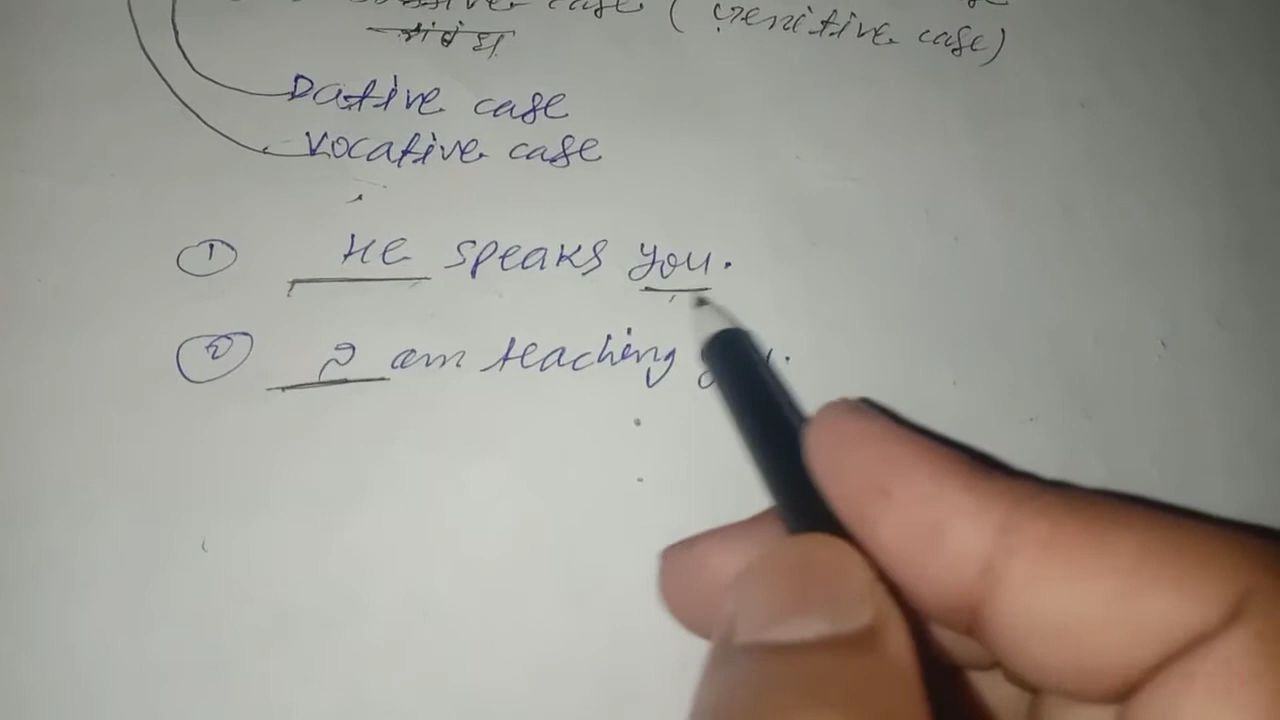 case ( Genitive case)
संबंध
Dative case
Vocative case
① He speaks you.
② I am teaching